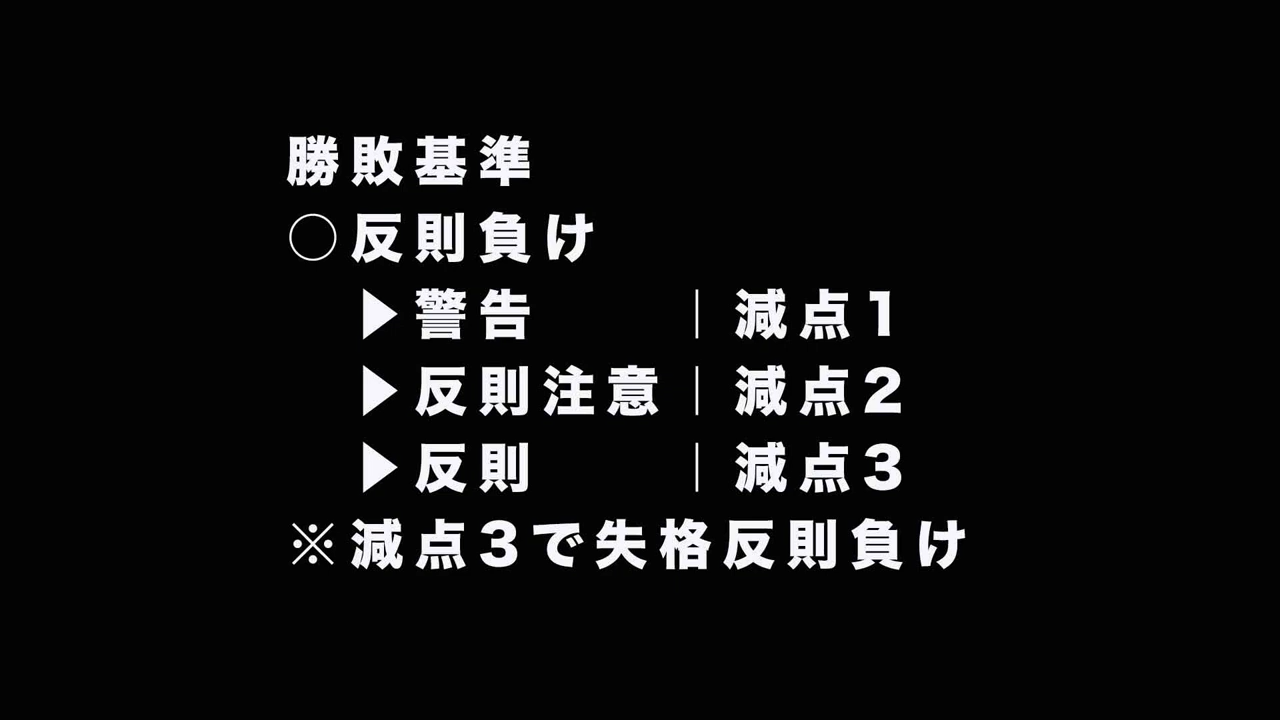 勝敗基準
○反則負け
▶警告｜減点1
▶反則注意｜減点2
▶反則｜減点3
※減点3で失格反則負け